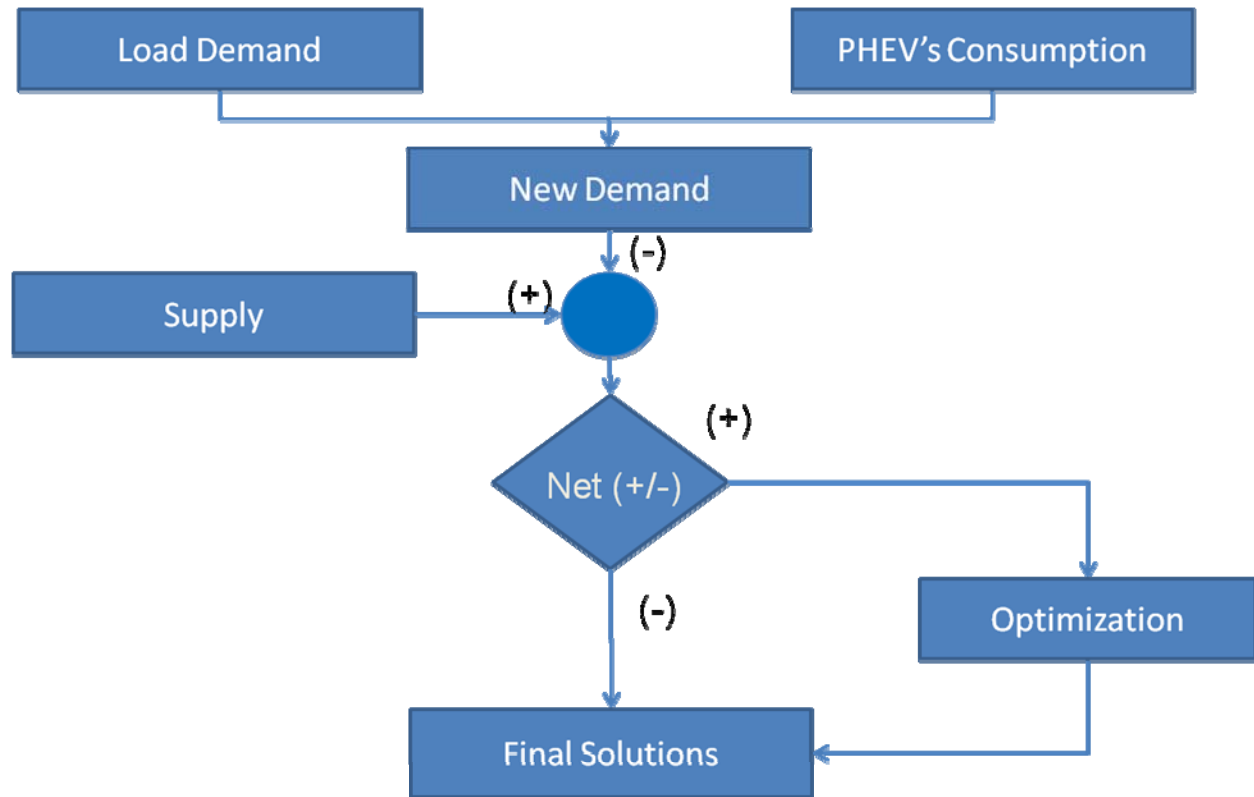 Load Demand
PHEV's Consumption
New Demand
(-)
(+)
Supply
(+)
Net (+/-)
(-)
Optimization
Final Solutions